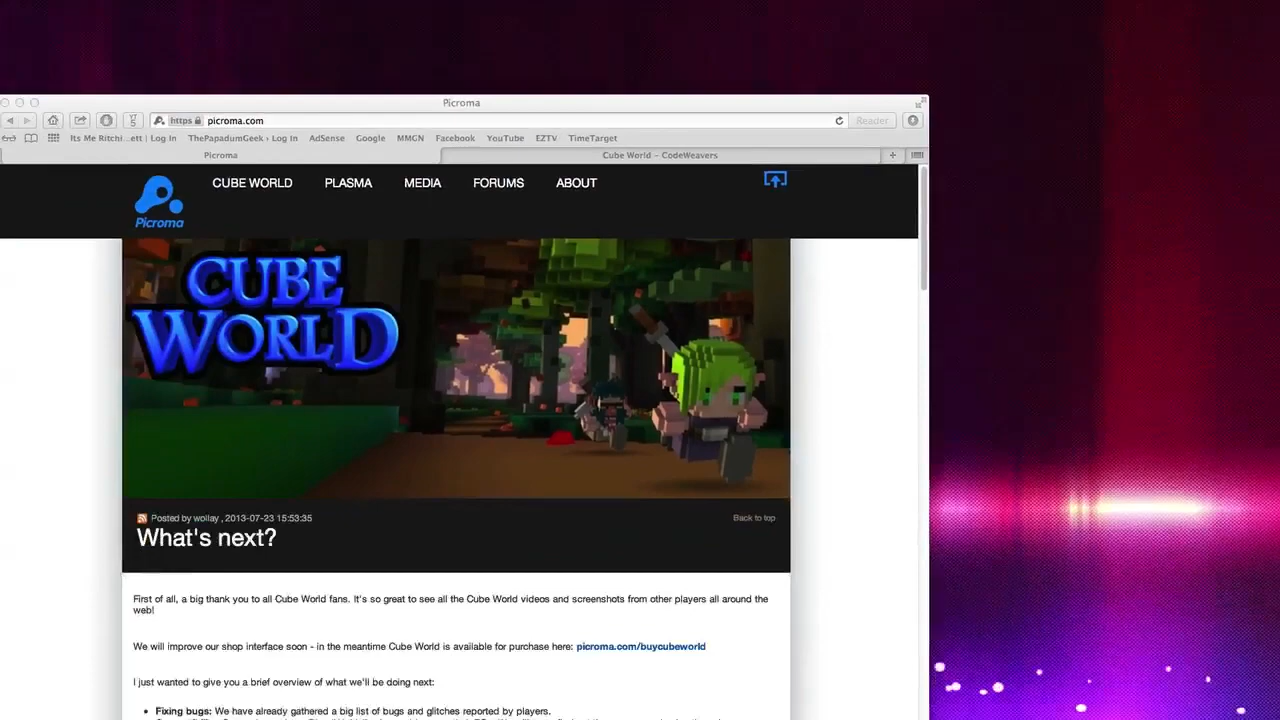 Picroma
https picroma.com
Reader
Its Me Ritchi...ett | Log In
ThePapadumGeek › Log In
AdSense
Google
MMGN
Facebook
YouTube
EZTV
TimeTarget
Picroma
Cube World – CodeWeavers
Picroma
CUBE WORLD
PLASMA
MEDIA
FORUMS
ABOUT
CUBE
WORLD
Posted by wollay , 2013-07-23 15:53:35
Back to top
What's next?
First of all, a big thank you to all Cube World fans. It's so great to see all the Cube World videos and screenshots from other players all around the
web!
We will improve our shop interface soon - in the meantime Cube World is available for purchase here: picroma.com/buycubeworld
I just wanted to give you a brief overview of what we'll be doing next:
• Fixing bugs: We have already gathered a big list of bugs and glitches reported by players.